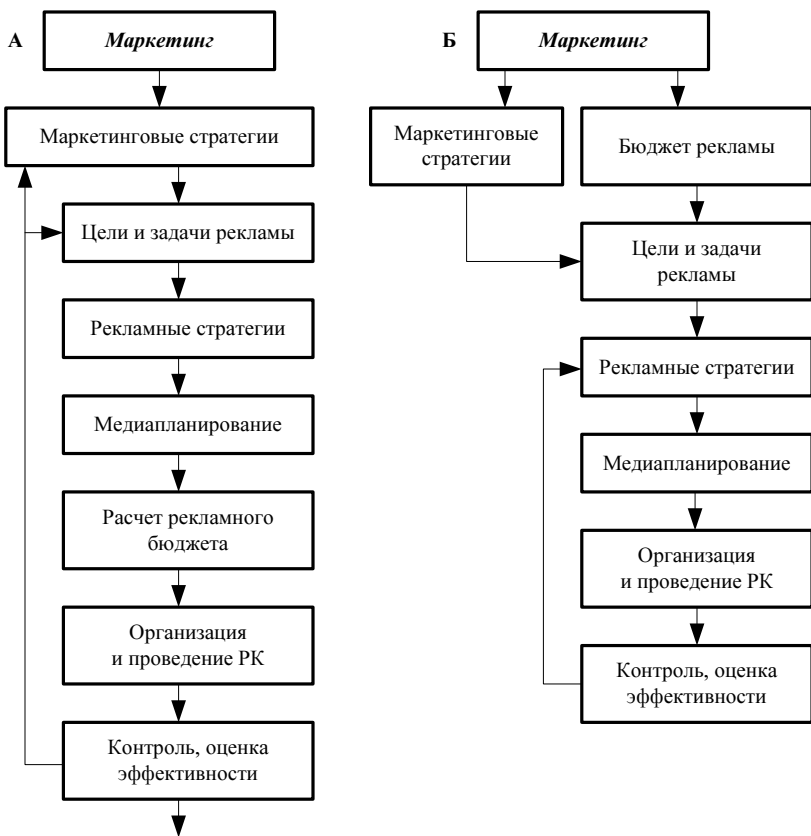 А
Маркетинг
Маркетинговые стратегии
Цели и задачи рекламы
Рекламные стратегии
Медиапланирование
Расчет рекламного
бюджета
Организация
и проведение РК
Контроль, оценка
эффективности
Б
Маркетинг
Маркетинговые
стратегии
Бюджет рекламы
Цели и задачи
рекламы
Рекламные стратегии
Медиапланирование
Организация
и проведение РК
Контроль, оценка
эффективности